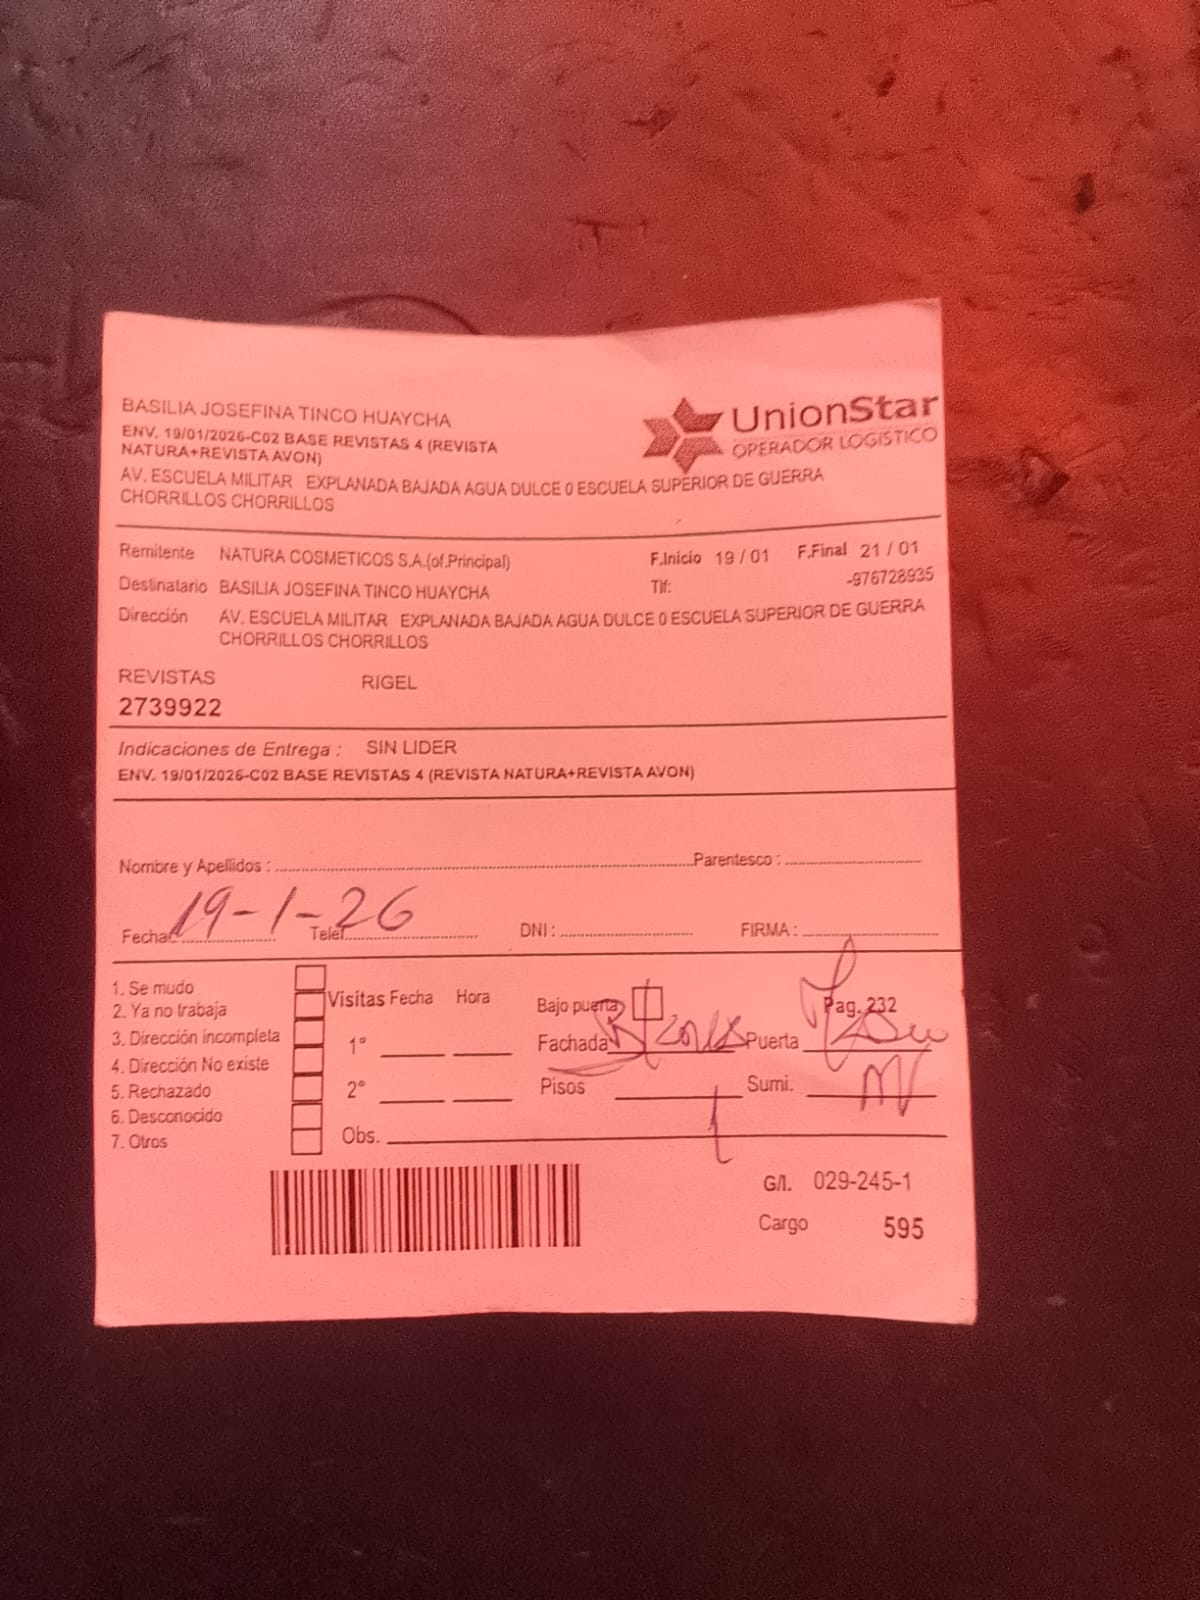 BASILIA JOSEFINA TINCO HUAYCHA
ENV. 19/01/2026-C02 BASE REVISTAS 4 (REVISTA
NATURA+REVISTA AVON)
UnionStar
OPERADOR LOGÍSTICO
AV. ESCUELA MILITAR EXPLANADA BAJADA AGUA DULCE 0 ESCUELA SUPERIOR DE GUERRA
CHORRILLOS CHORRILLOS
Remitente NATURA COSMETICOS S.A.(of.Principal) F.Inicio 19 / 01 F.Final 21 / 01
Destinatario BASILIA JOSEFINA TINCO HUAYCHA Tlf: -976728935
Dirección AV. ESCUELA MILITAR EXPLANADA BAJADA AGUA DULCE 0 ESCUELA SUPERIOR DE GUERRA
CHORRILLOS CHORRILLOS
REVISTAS RIGEL
2739922
Indicaciones de Entrega : SIN LIDER
ENV. 19/01/2026-C02 BASE REVISTAS 4 (REVISTA NATURA+REVISTA AVON)
Nombre y Apellidos : Parentesco :
19-1-26
Fecha: Telef. DNI : FIRMA :
1. Se mudo
2. Ya no trabaja
3. Dirección incompleta
4. Dirección No existe
5. Rechazado
6. Desconocido
7. Otros
Visitas Fecha Hora
1°
2°
Obs.
Bajo puerta Pag. 232
Fachada Puerta
Pisos Sumi.
G/I. 029-245-1
Cargo 595